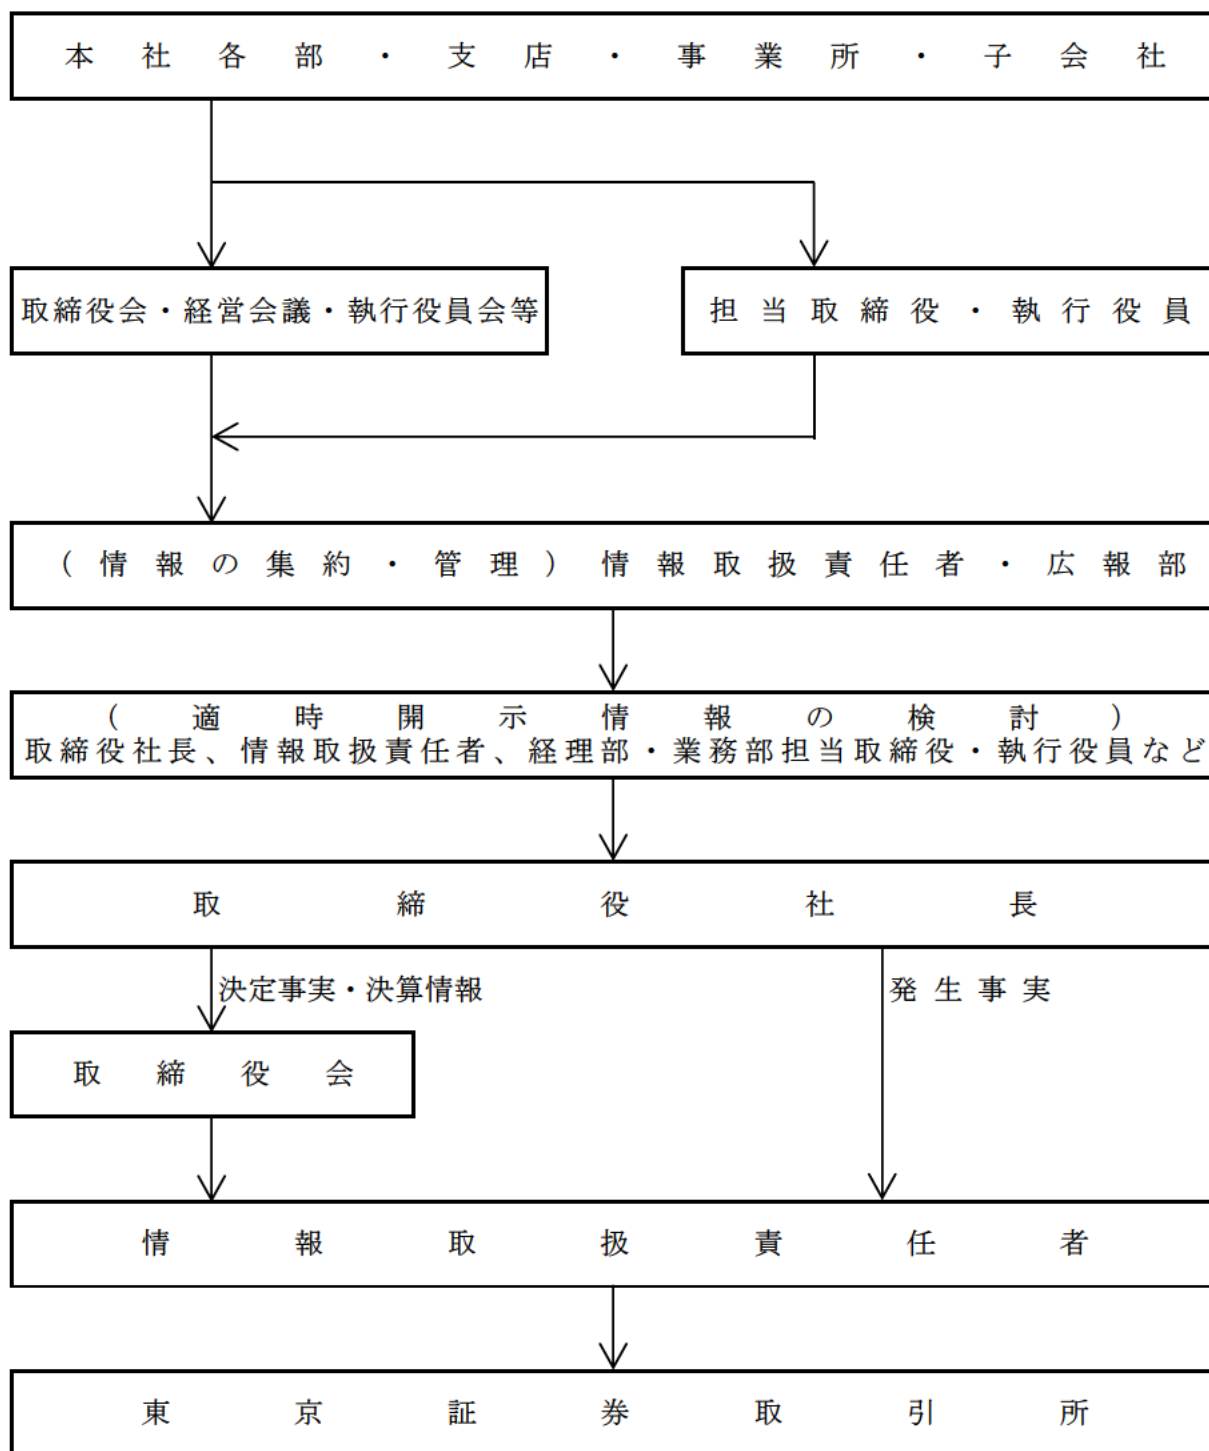 本社各部・支店・事業所・子会社
取締役会・経営会議・執行役員会等
担当取締役・執行役員
(情報の集約・管理)情報取扱責任者・広報部
(適時開示情報の検討)
取締役社長、情報取扱責任者、経理部・業務部担当取締役・執行役員など
取締役社長
決定事実・決算情報
発生事実
取締役会
情報取扱責任者
東京証券取引所